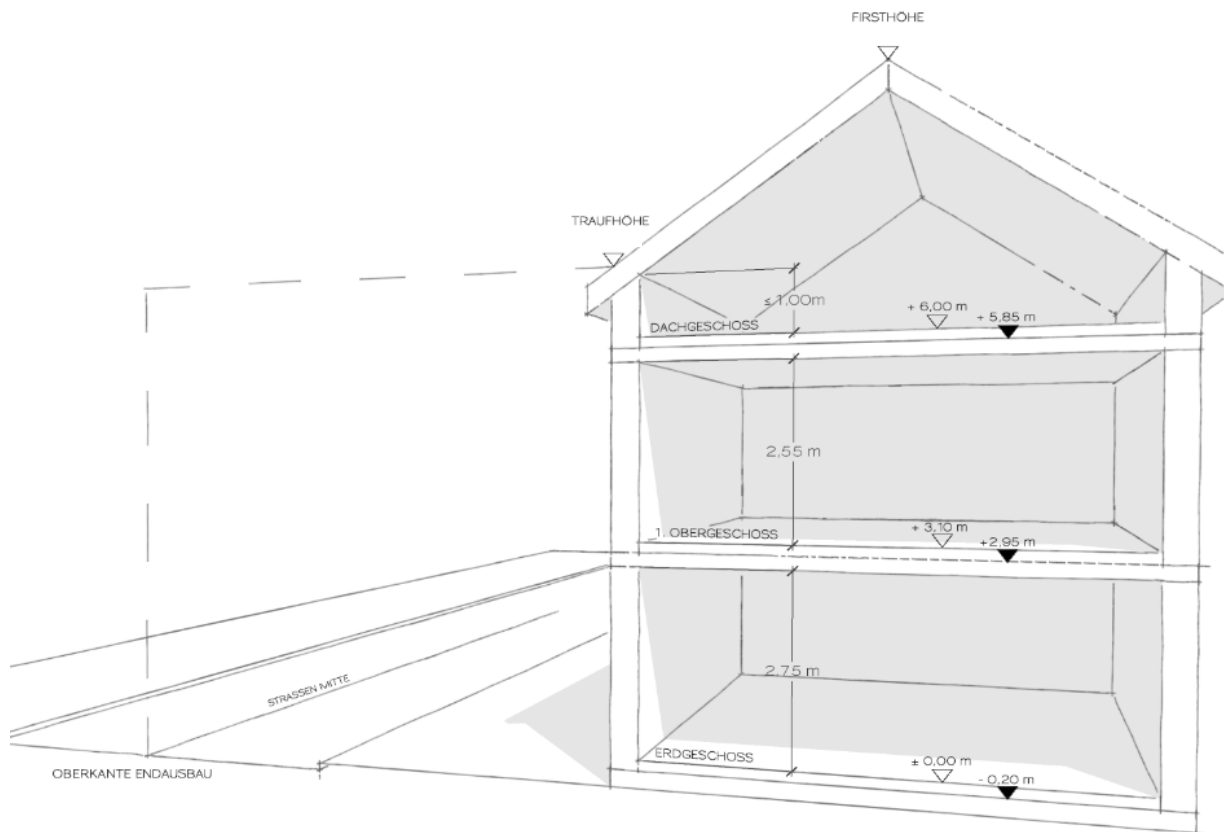 FIRSTHÖHE
TRAUFHÖHE
≤ 1,00m
+ 6,00 m
+ 5,85 m
DACHGESCHOSS
2,55 m
+ 3,10 m
1. OBERGESCHOSS
+2,95 m
2,75 m
STRASSEN MITTE
ERDGESCHOSS
± 0,00 m
OBERKANTE ENDAUSBAU
- 0,20 m